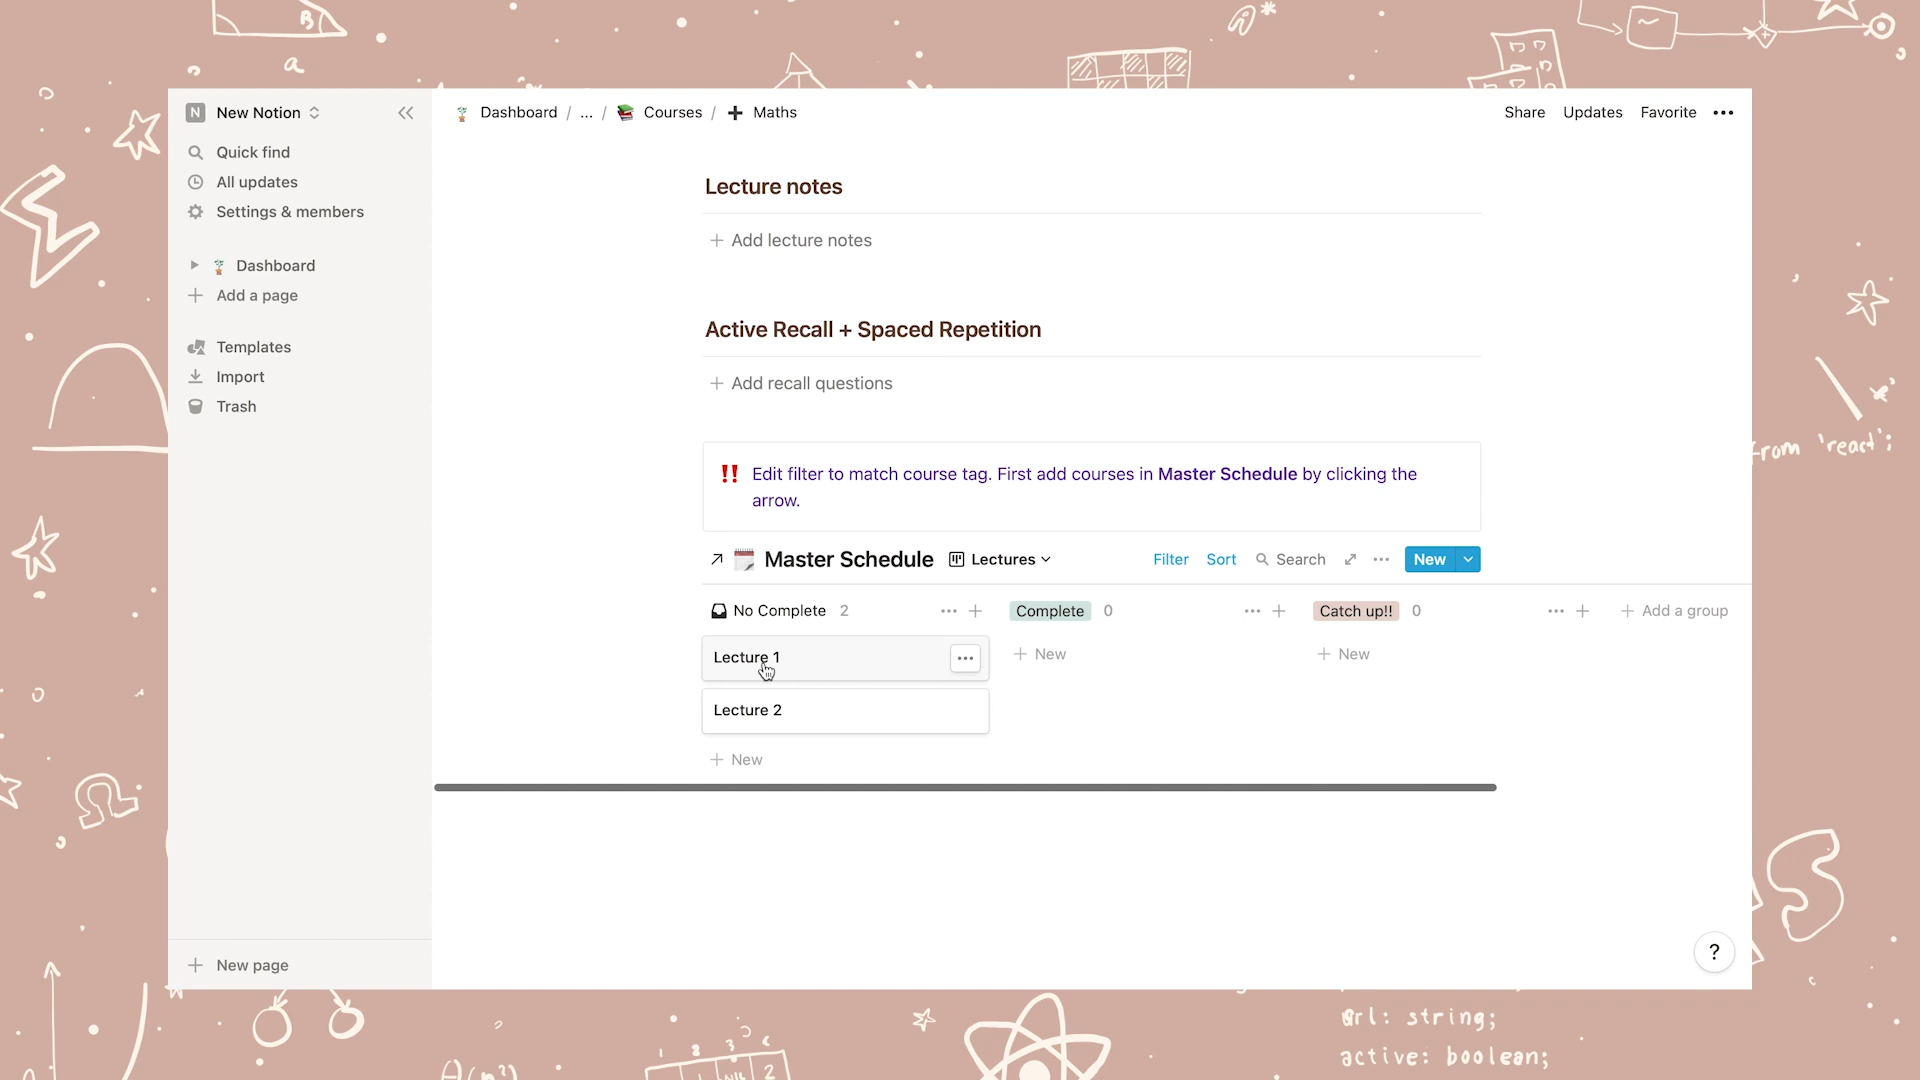 B
a
N New Notion
Dashboard / ... / Courses / Maths
Share Updates Favorite
Quick find
All updates
Settings & members
Dashboard
Add a page
Templates
Import
Trash
New page
Lecture notes
Add lecture notes
Active Recall + Spaced Repetition
Add recall questions
!! Edit filter to match course tag. First add courses in Master Schedule by clicking the
arrow.
Master Schedule Lectures
Filter Sort Search New
No Complete 2
Complete 0
Catch up!! 0
Add a group
Lecture 1
Lecture 2
New
New
New
?
from 'react';
Ω
url: string;
active: boolean;
1 2 3
2